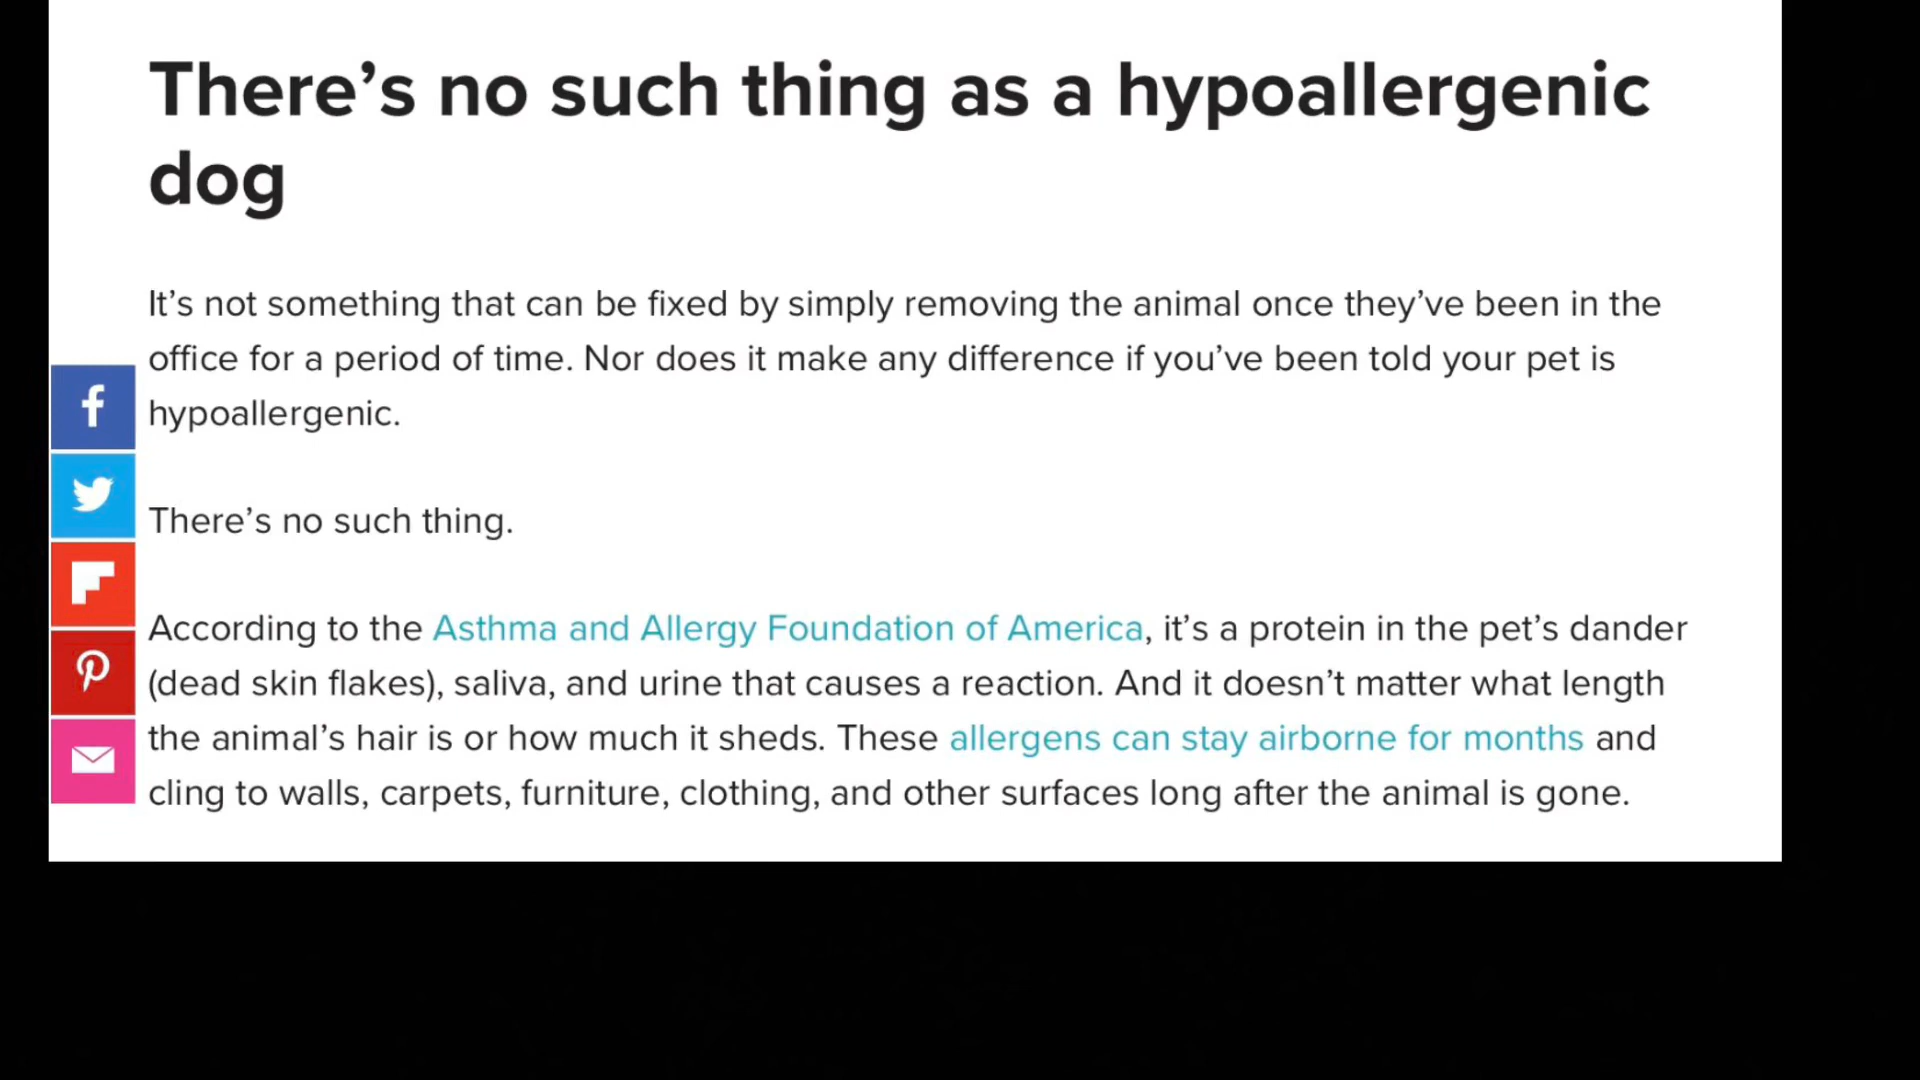 There’s no such thing as a hypoallergenic
dog
It’s not something that can be fixed by simply removing the animal once they’ve been in the
office for a period of time. Nor does it make any difference if you’ve been told your pet is
hypoallergenic.
There’s no such thing.
According to the Asthma and Allergy Foundation of America, it’s a protein in the pet’s dander
(dead skin flakes), saliva, and urine that causes a reaction. And it doesn’t matter what length
the animal’s hair is or how much it sheds. These allergens can stay airborne for months and
cling to walls, carpets, furniture, clothing, and other surfaces long after the animal is gone.